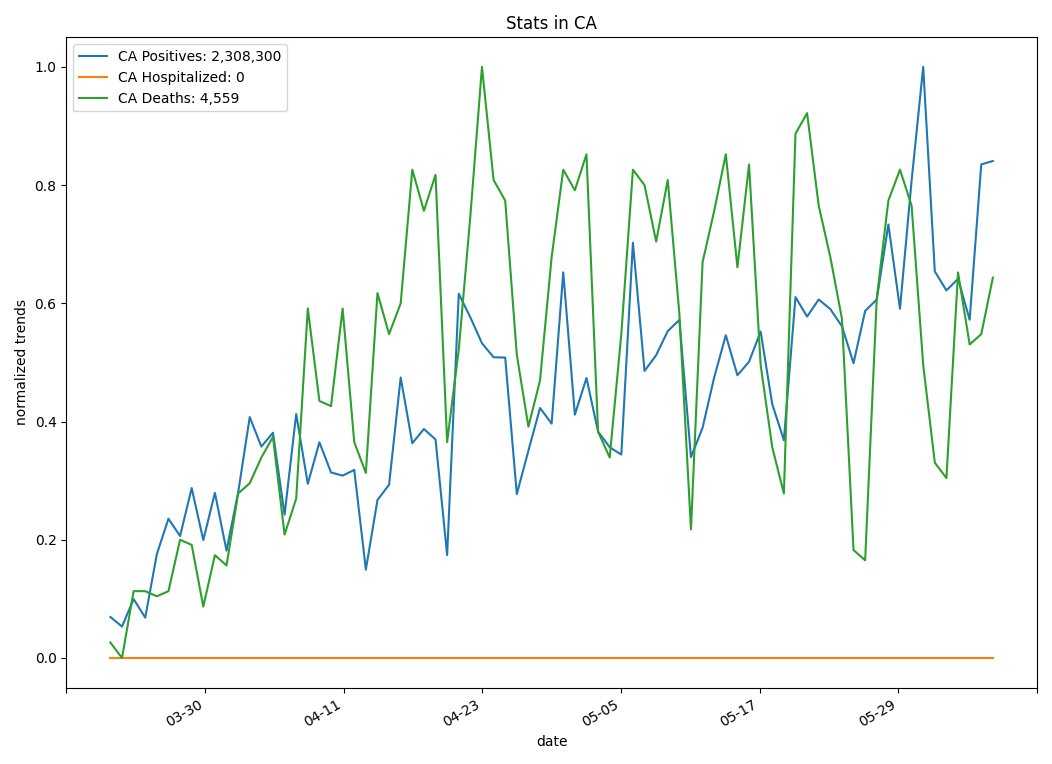 Stats in CA
CA Positives: 2,308,300
CA Hospitalized: 0
CA Deaths: 4,559
1.0
0.8
0.6
0.4
0.2
0.0
normalized trends
03-30
04-11
04-23
05-05
05-17
05-29
date